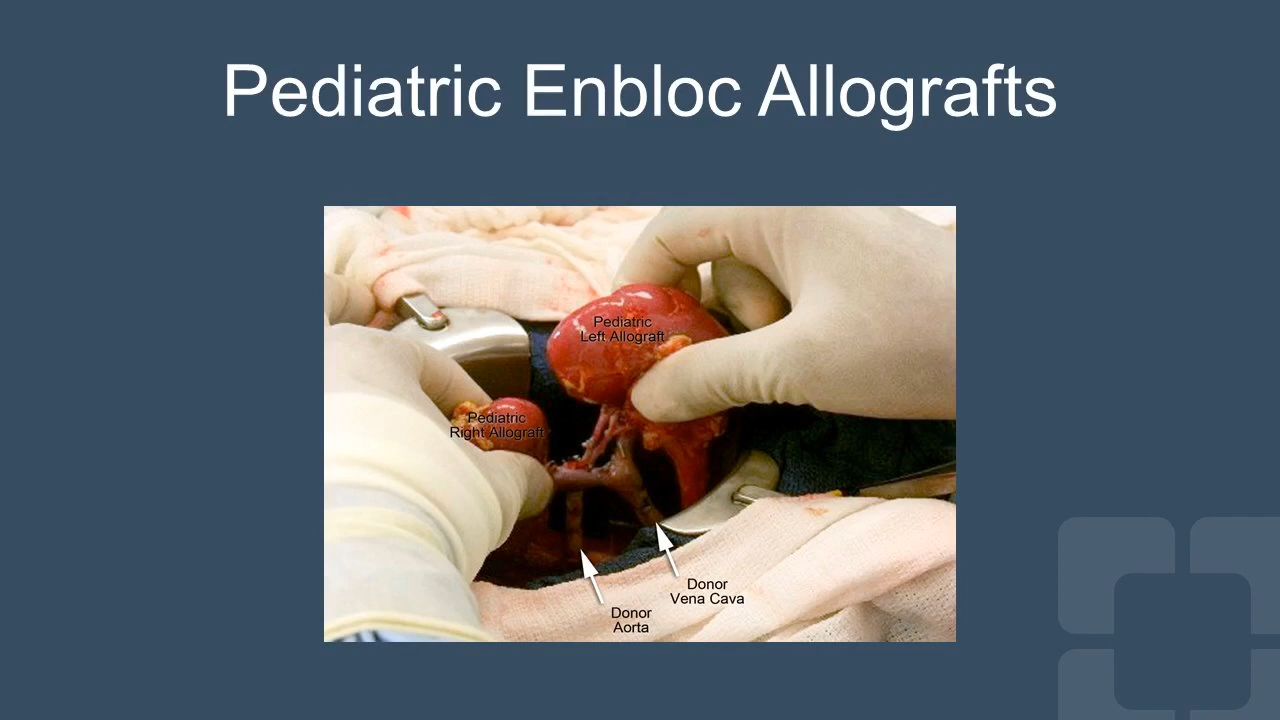 Pediatric Enbloc Allografts
Pediatric
Left Allograft
Pediatric
Right Allograft
Donor
Vena Cava
Donor
Aorta